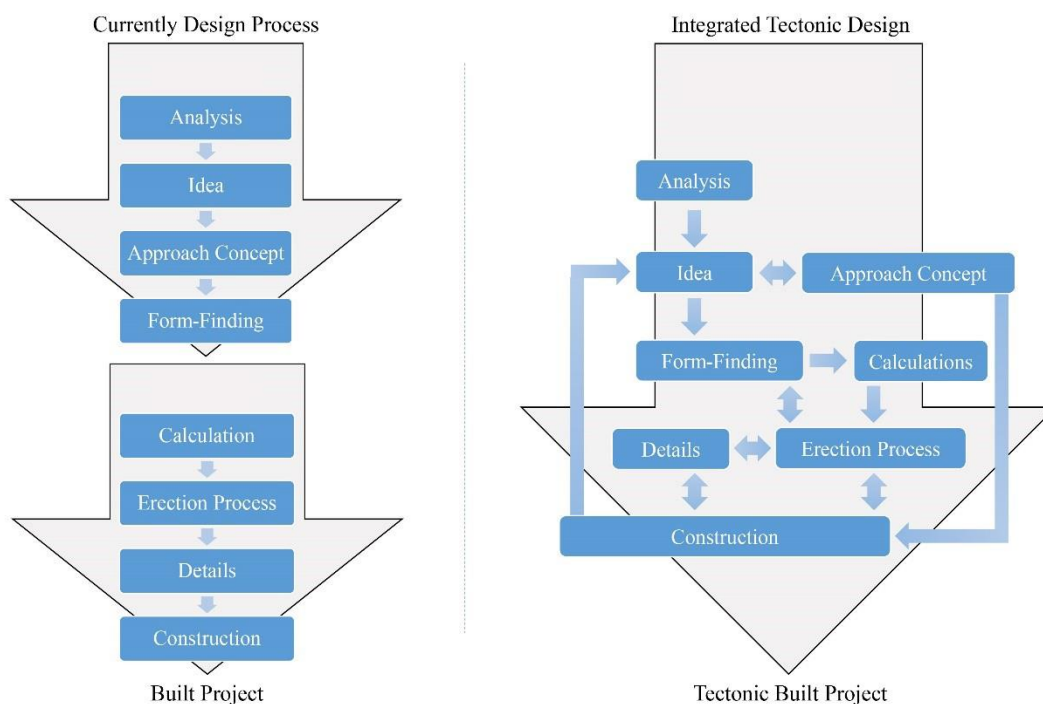 Currently Design Process
Analysis
Idea
Approach Concept
Form-Finding
Calculation
Erection Process
Details
Construction
Built Project
Integrated Tectonic Design
Analysis
Idea
Approach Concept
Form-Finding
Calculations
Details
Erection Process
Construction
Tectonic Built Project